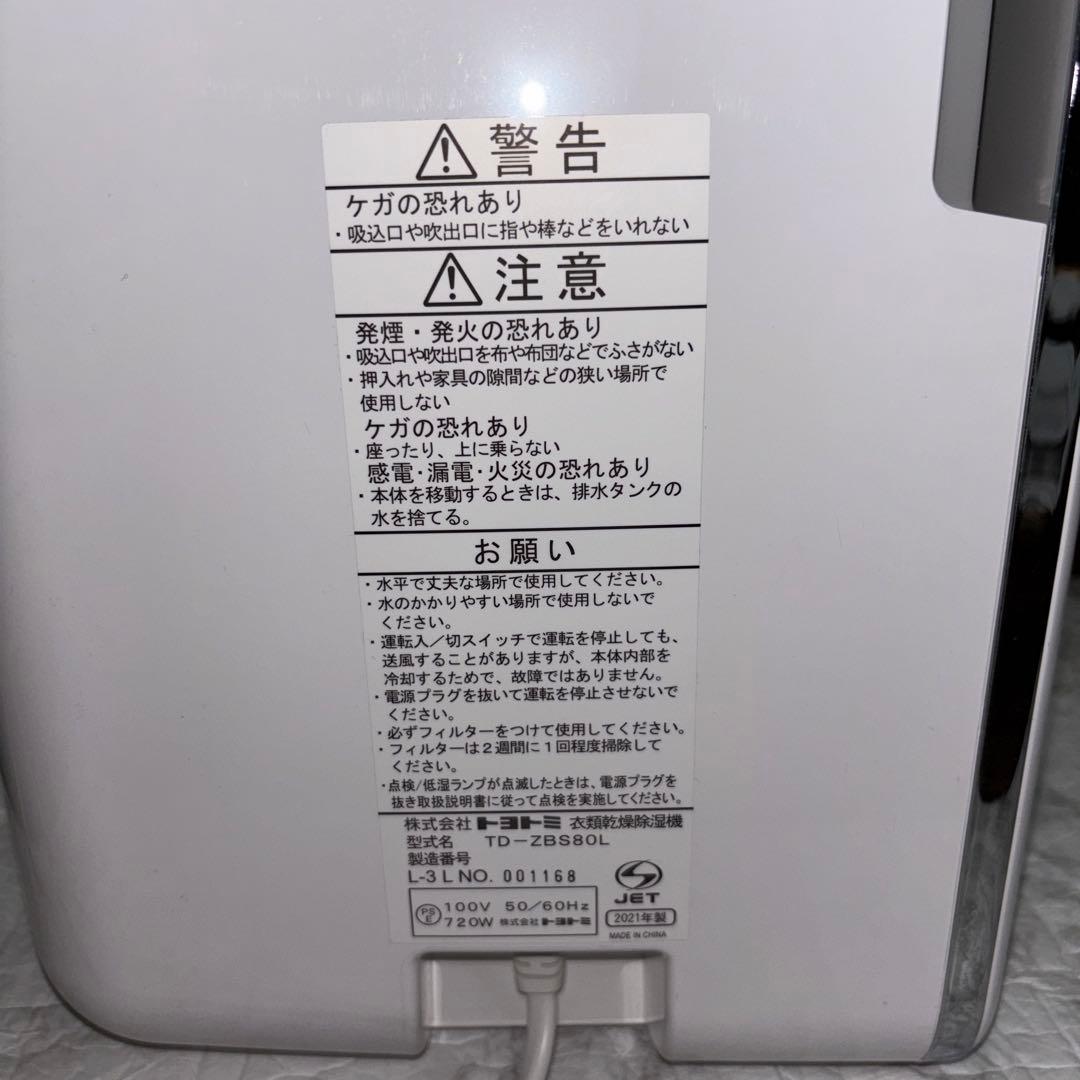 ⚠警告
ケガの恐れあり
・吸込口や吹出口に指や棒などをいれない
⚠注意
発煙・発火の恐れあり
・吸込口や吹出口を布や布団などでふさがない
・押入れや家具の隙間などの狭い場所で
使用しない
ケガの恐れあり
・座ったり、上に乗らない
感電・漏電・火災の恐れあり
・本体を移動するときは、排水タンクの
水を捨てる。
お願い
・水平で丈夫な場所で使用してください。
・水のかかりやすい場所で使用しないで
ください。
・運転入／切スイッチで運転を停止しても、
送風することがありますが、本体内部を
冷却するためで、故障ではありません。
・電源プラグを抜いて運転を停止させないで
ください。
・必ずフィルターをつけて使用してください。
・フィルターは２週間に１回程度掃除して
ください。
・点検/低湿ランプが点滅したときは、電源プラグを
抜き取扱説明書に従って点検を実施してください。
株式会社 トヨトミ 衣類乾燥除湿機
型式名 TD-ZBS80L
製造番号
L-3L NO. 001168
PSE 100V 50/60Hz
720W 株式会社トヨトミ
JET
2021年製
MADE IN CHINA